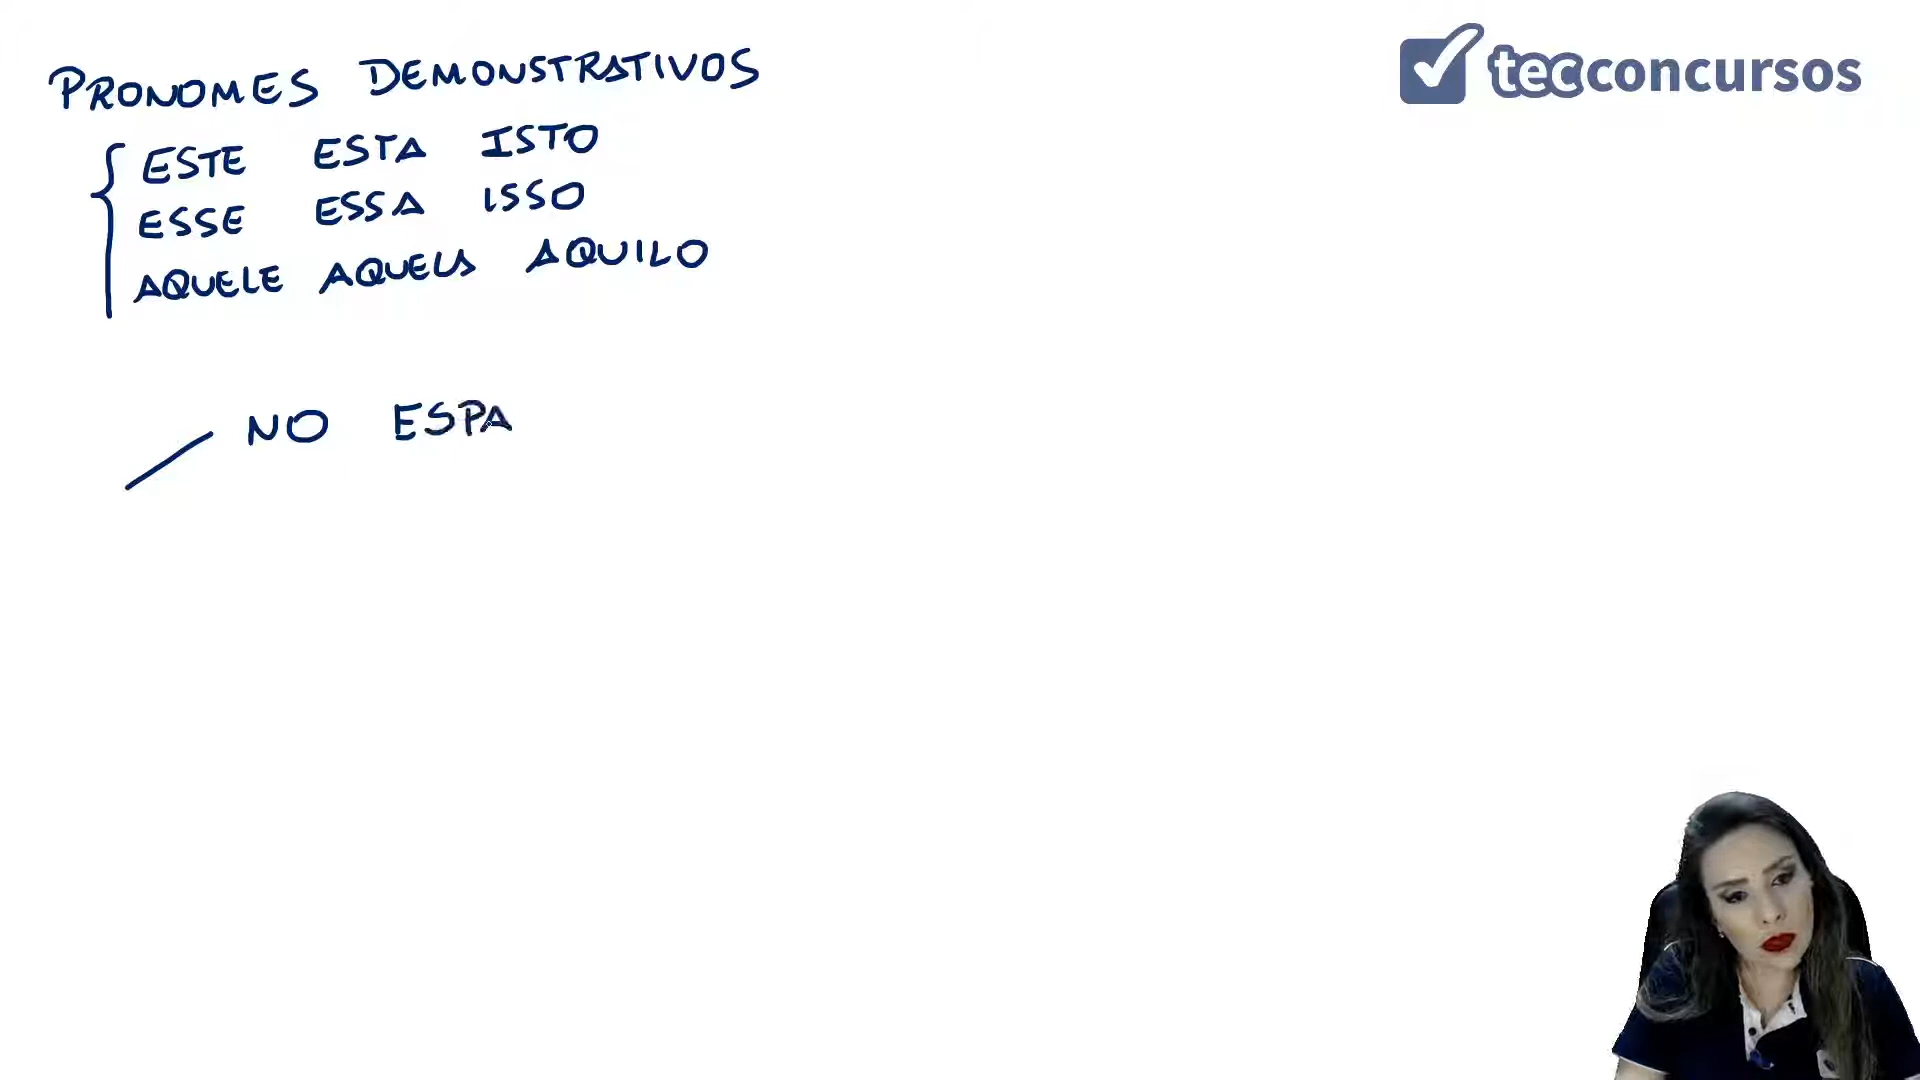 PRONOMES DEMONSTRATIVOS
tecconcursos
ESTE ESTA ISTO
ESSE ESSA ISSO
AQUELE AQUELA AQUILO
NO ESPA